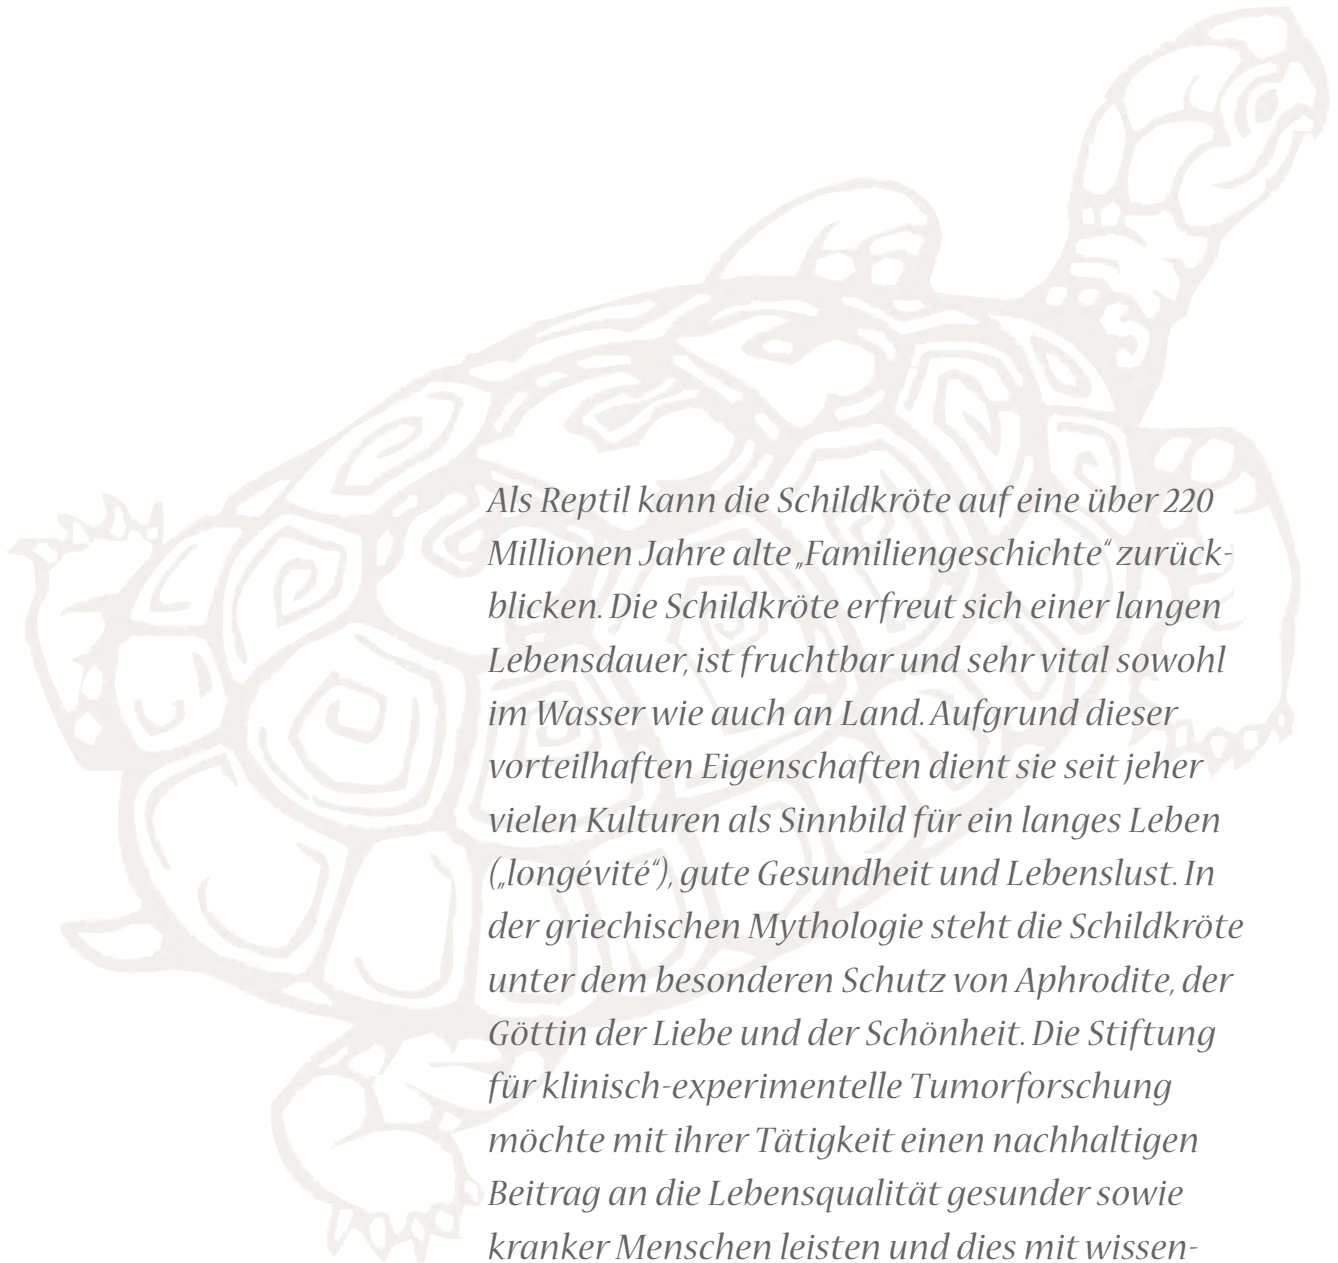 Als Reptil kann die Schildkröte auf eine über 220
Millionen Jahre alte „Familiengeschichte“ zurück-
blicken. Die Schildkröte erfreut sich einer langen
Lebensdauer, ist fruchtbar und sehr vital sowohl
im Wasser wie auch an Land. Aufgrund dieser
vorteilhaften Eigenschaften dient sie seit jeher
vielen Kulturen als Sinnbild für ein langes Leben
(„longévité“), gute Gesundheit und Lebenslust. In
der griechischen Mythologie steht die Schildkröte
unter dem besonderen Schutz von Aphrodite, der
Göttin der Liebe und der Schönheit. Die Stiftung
für klinisch-experimentelle Tumorforschung
möchte mit ihrer Tätigkeit einen nachhaltigen
Beitrag an die Lebensqualität gesunder sowie
kranker Menschen leisten und dies mit wissen-